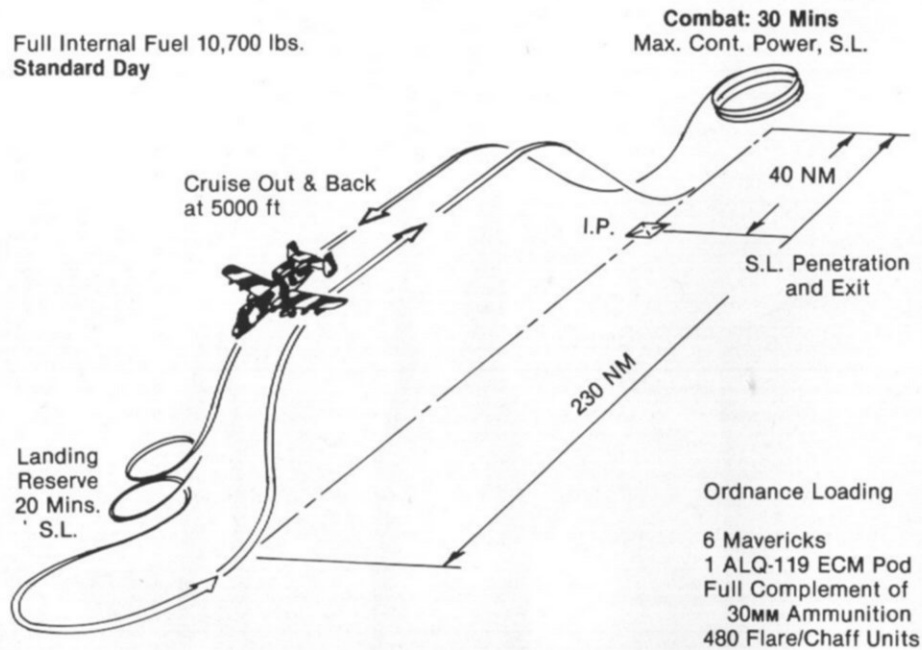 Full Internal Fuel 10,700 lbs.
Standard Day
Combat: 30 Mins
Max. Cont. Power, S.L.
Cruise Out & Back
at 5000 ft
40 NM
I.P.
S.L. Penetration
and Exit
230 NM
Landing
Reserve
20 Mins.
S.L.
Ordnance Loading
6 Mavericks
1 ALQ-119 ECM Pod
Full Complement of
30MM Ammunition
480 Flare/Chaff Units